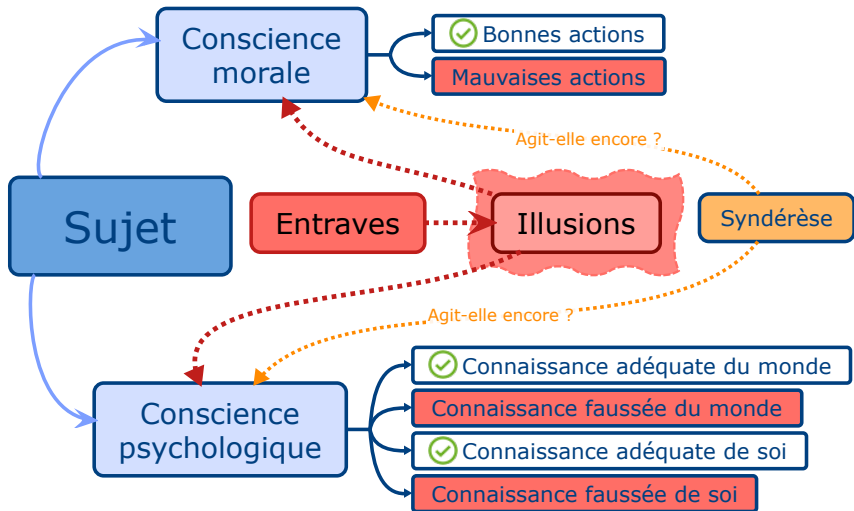 Conscience
morale
Bonnes actions
Mauvaises actions
Agit-elle encore ?
Sujet
Entraves
Illusions
Syndérèse
Agit-elle encore ?
Conscience
psychologique
Connaissance adéquate du monde
Connaissance faussée du monde
Connaissance adéquate de soi
Connaissance faussée de soi